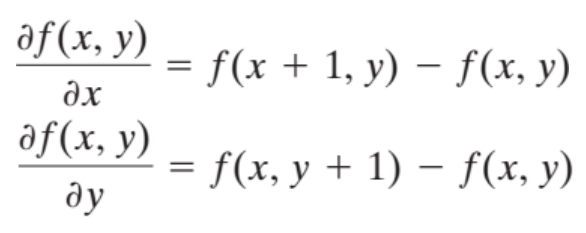 ∂f(x, y)/∂x = f(x + 1, y) − f(x, y)
∂f(x, y)/∂y = f(x, y + 1) − f(x, y)